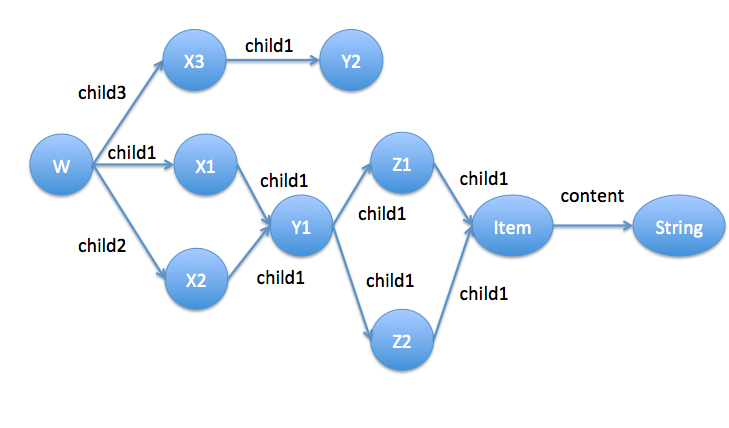 child1
X3
Y2
child3
child1
W
X1
Z1
child1
child1
content
child1
Y1
Item
String
child2
X2
child1
child1
child1
Z2